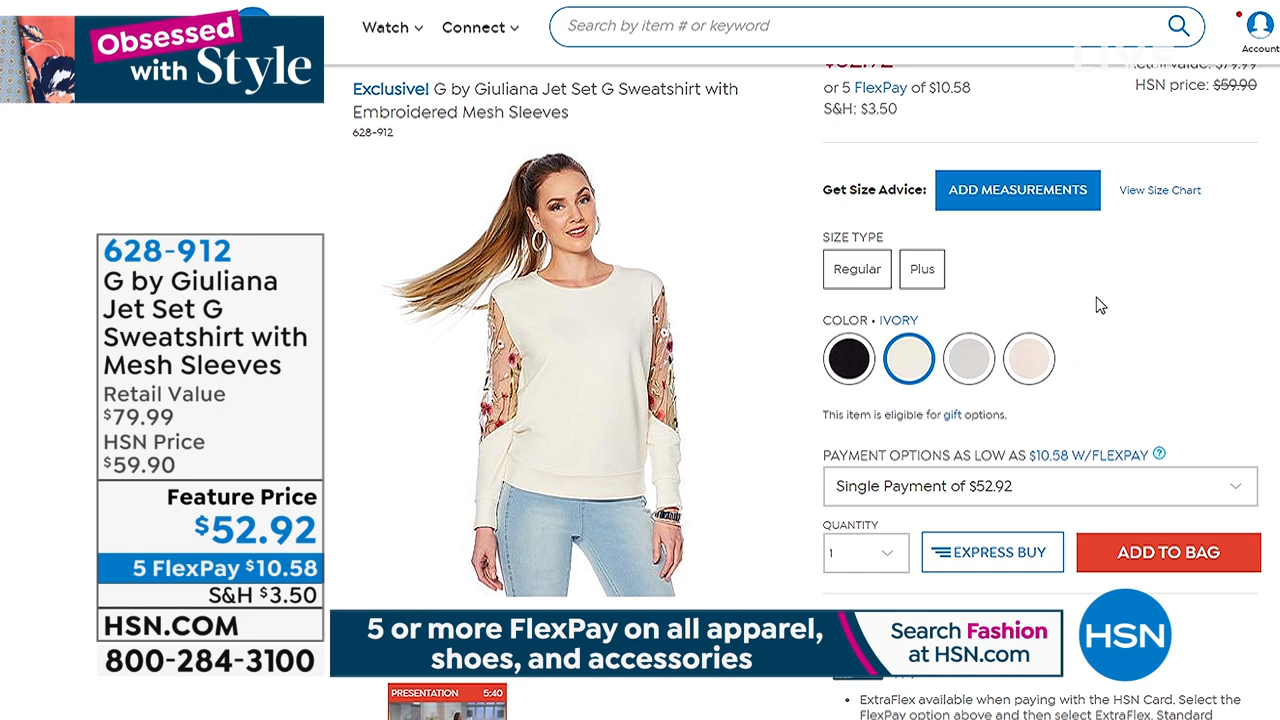 Obsessed
with Style
Watch
Connect
Search by item # or keyword
Account
LIVE
$52.92
Retail Value: $79.99
HSN price: $59.90
or 5 FlexPay of $10.58
S&H: $3.50
Exclusive! G by Giuliana Jet Set G Sweatshirt with
Embroidered Mesh Sleeves
628-912
Get Size Advice:
ADD MEASUREMENTS
View Size Chart
SIZE TYPE
Regular
Plus
COLOR • IVORY
This item is eligible for gift options.
PAYMENT OPTIONS AS LOW AS $10.58 W/FLEXPAY ?
Single Payment of $52.92
QUANTITY
1
EXPRESS BUY
ADD TO BAG
628-912
G by Giuliana
Jet Set G
Sweatshirt with
Mesh Sleeves
Retail Value
$79.99
HSN Price
$59.90
Feature Price
$52.92
5 FlexPay $10.58
S&H $3.50
HSN.COM
800-284-3100
5 or more FlexPay on all apparel,
shoes, and accessories
Search Fashion
at HSN.com
HSN
PRESENTATION 5:40
• ExtraFlex available when paying with the HSN Card. Select the
FlexPay option above and then select ExtraFlex. Standard